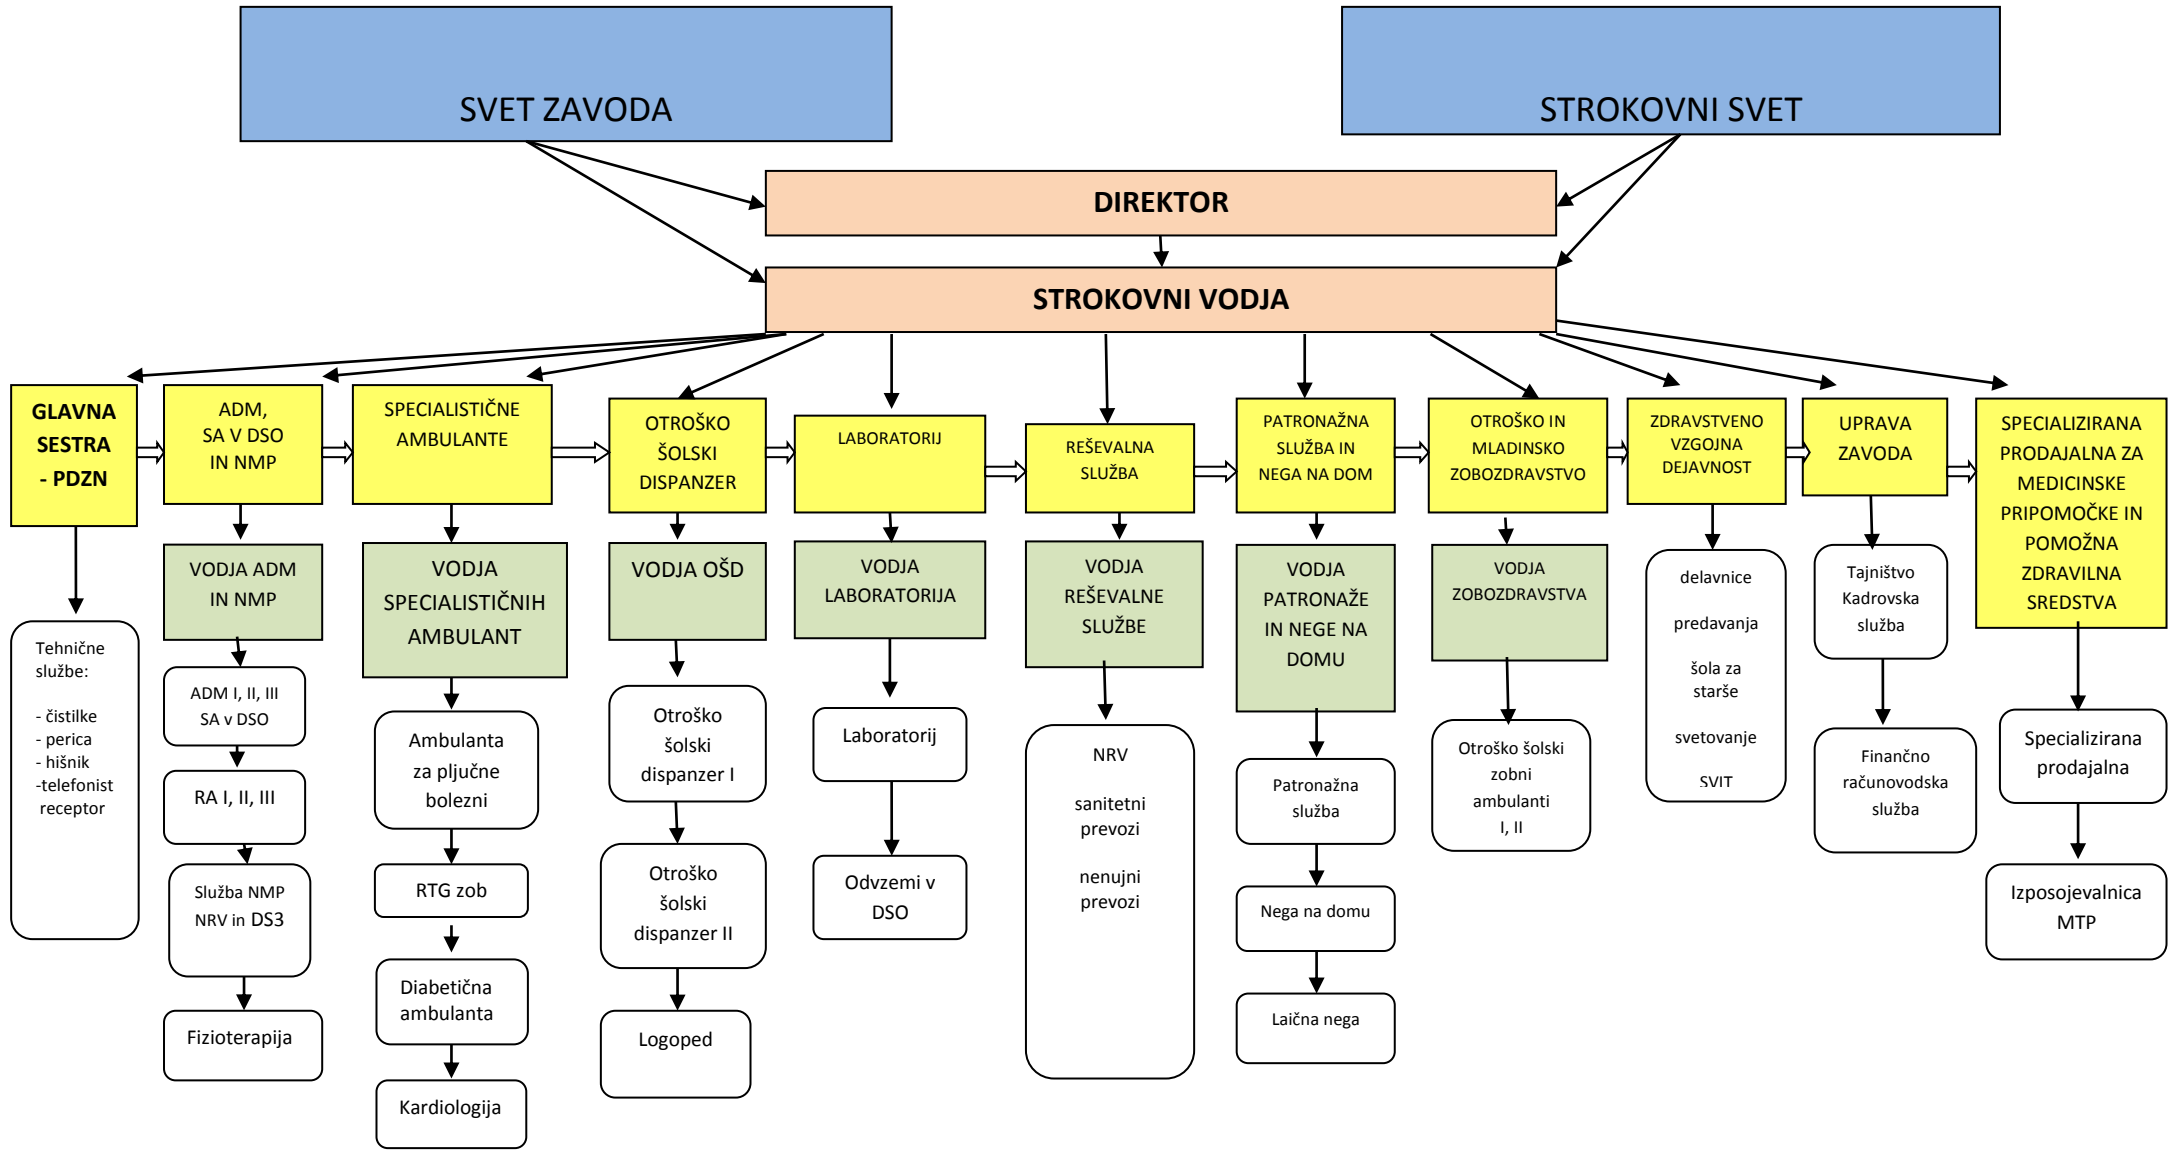 SVET ZAVODA
STROKOVNI SVET
DIREKTOR
STROKOVNI VODJA
GLAVNA
SESTRA
- PDZN
ADM,
SA V DSO
IN NMP
SPECIALISTIČNE
AMBULANTE
OTROŠKO
ŠOLSKI
DISPANZER
LABORATORIJ
REŠEVALNA
SLUŽBA
PATRONAŽNA
SLUŽBA IN
NEGA NA DOM
OTROŠKO IN
MLADINSKO
ZOBOZDRAVSTVO
ZDRAVSTVENO
VZGOJNA
DEJAVNOST
UPRAVA
ZAVODA
SPECIALIZIRANA
PRODAJALNA ZA
MEDICINSKE
PRIPOMOČKE IN
POMOŽNA
ZDRAVILNA
SREDSTVA
VODJA ADM
IN NMP
VODJA
SPECIALISTIČNIH
AMBULANT
VODJA OŠD
VODJA
LABORATORIJA
VODJA
REŠEVALNE
SLUŽBE
VODJA
PATRONAŽE
IN NEGE NA
DOMU
VODJA
ZOBOZDRAVSTVA
Tehnične
službe:
- čistilke
- perica
- hišnik
-telefonist
receptor
ADM I, II, III
SA v DSO
RA I, II, III
Služba NMP
NRV in DS3
Fizioterapija
Ambulanta
za pljučne
bolezni
RTG zob
Diabetična
ambulanta
Kardiologija
Otroško
šolski
dispanzer I
Otroško
šolski
dispanzer II
Logoped
Laboratorij
Odvzemi v
DSO
NRV
sanitetni
prevozi
nenujni
prevozi
Patronažna
služba
Nega na domu
Laična nega
Otroško šolski
zobni
ambulanti
I, II
delavnice
predavanja
šola za
starše
svetovanje
SVIT
Tajništvo
Kadrovska
služba
Finančno
računovodska
služba
Specializirana
prodajalna
Izposojevalnica
MTP